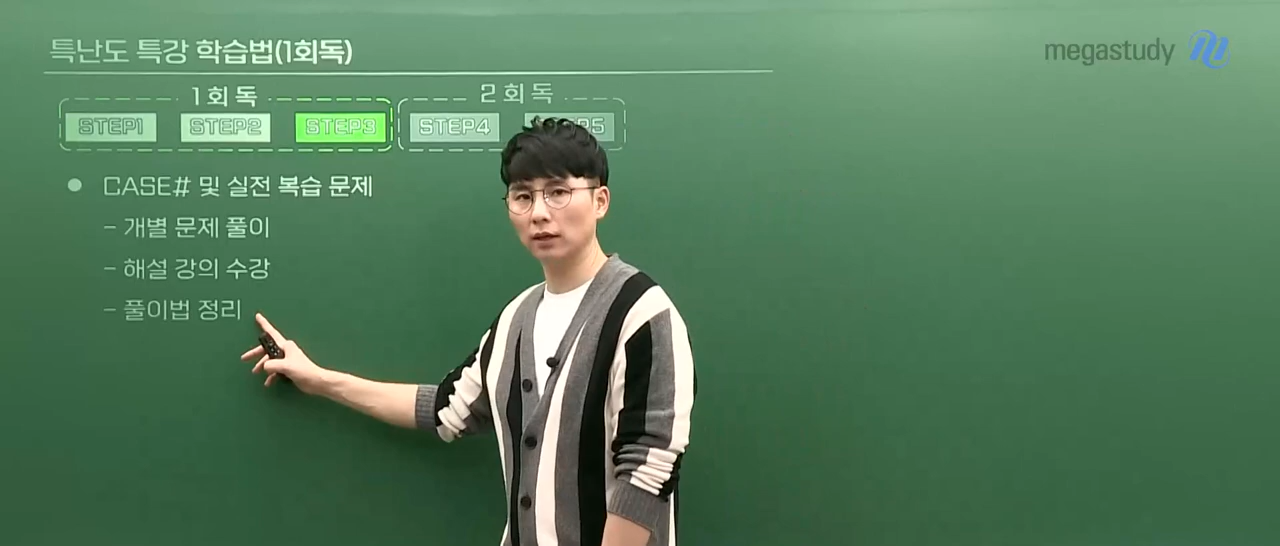 특난도 특강 학습법(1회독)
megastudy
1회독 2회독
STEP1 STEP2 STEP3 STEP4
CASE# 및 실전 복습 문제
– 개별 문제 풀이
– 해설 강의 수강
– 풀이법 정리